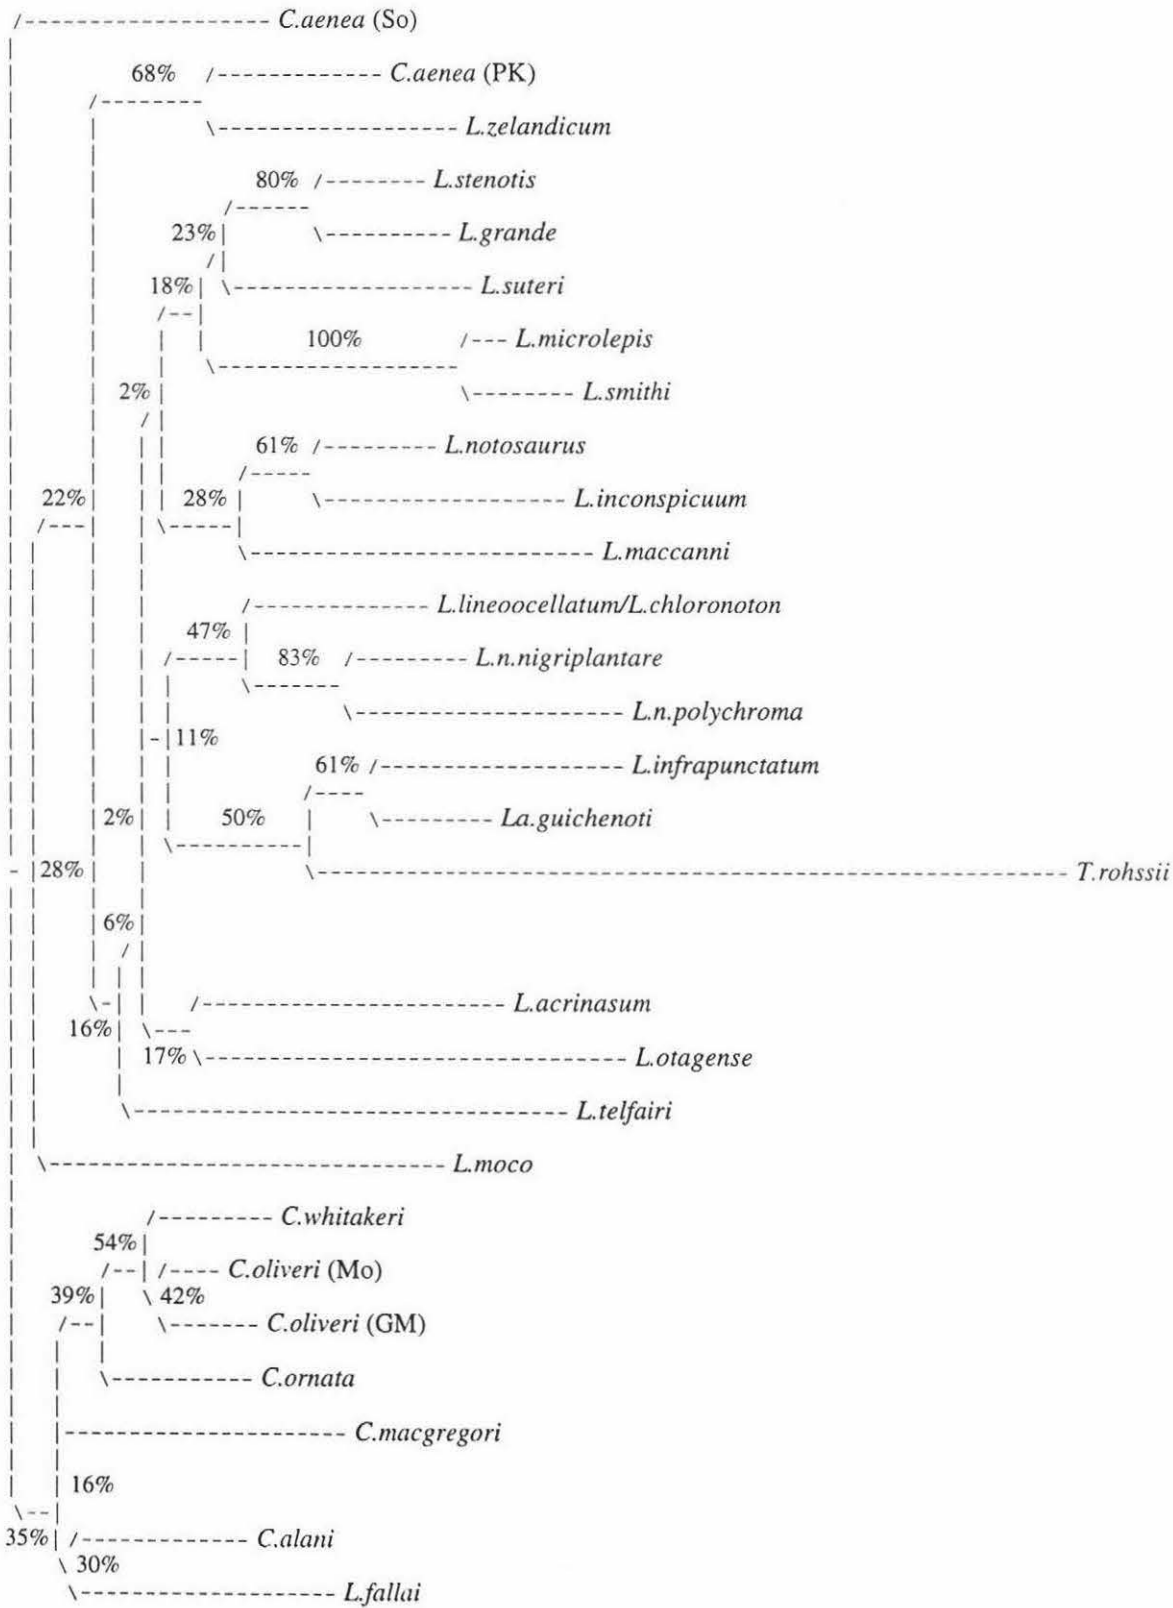 C.aenea (So)
68% C.aenea (PK)
L.zelandicum
80% L.stenotis
23% L.grande
18% L.suteri
100% L.microlepis
2% L.smithi
61% L.notosaurus
22% 28% L.inconspicuum
L.maccanni
L.lineoocellatum/L.chloronoton
47%
83% L.n.nigriplantare
L.n.polychroma
11%
61% L.infrapunctatum
2% 50% La.guichenoti
28% T.rohssii
6%
L.acrinasum
16%
17% L.otagense
L.telfairi
L.moco
C.whitakeri
54%
C.oliveri (Mo)
39% 42%
C.oliveri (GM)
C.ornata
C.macgregori
16%
35% C.alani
30%
L.fallai